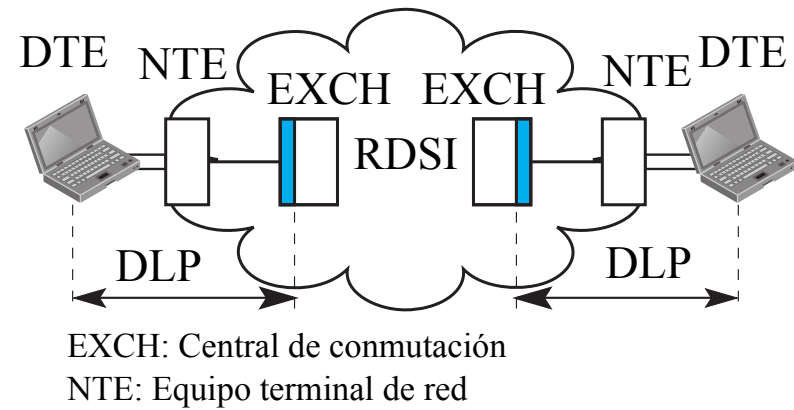 DTE NTE NTE DTE
EXCH EXCH
RDSI
DLP DLP
EXCH: Central de conmutación
NTE: Equipo terminal de red